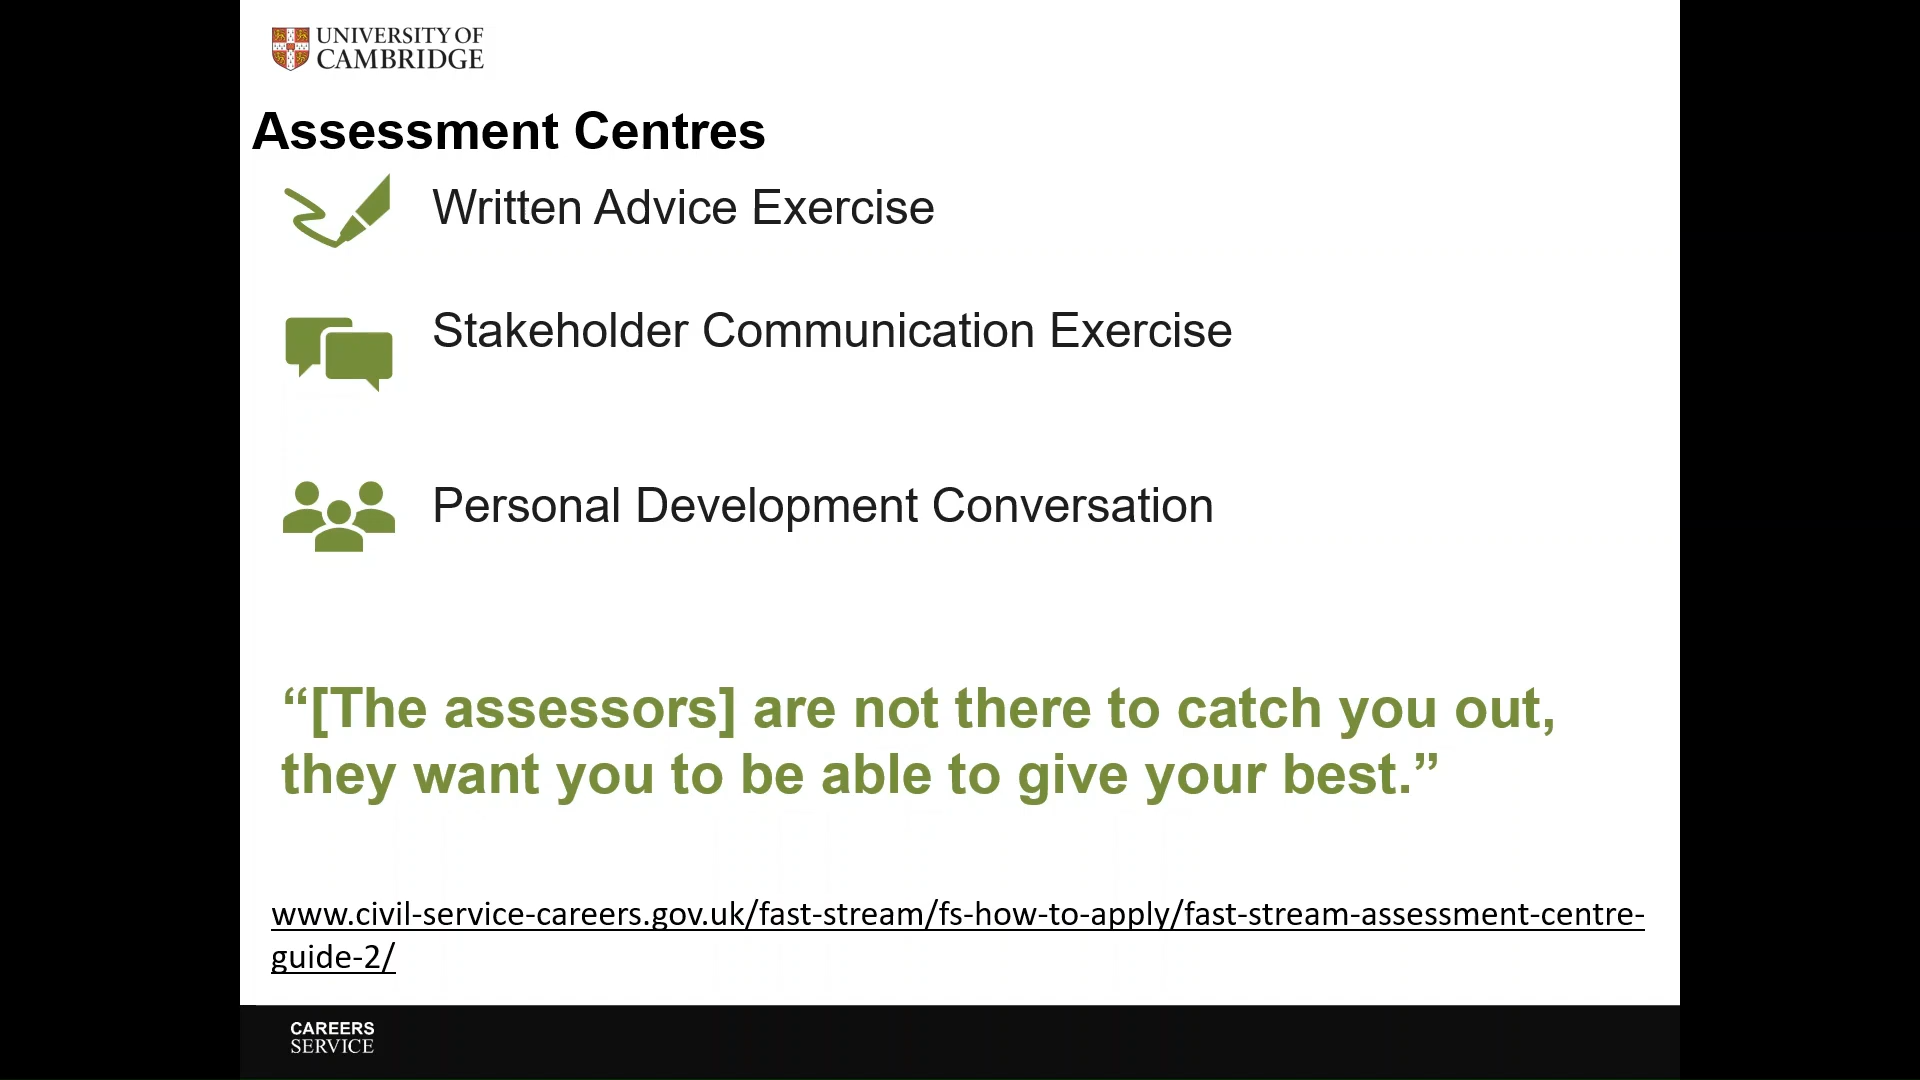 UNIVERSITY OF
CAMBRIDGE
Assessment Centres
Written Advice Exercise
Stakeholder Communication Exercise
Personal Development Conversation
“[The assessors] are not there to catch you out,
they want you to be able to give your best.”
www.civil-service-careers.gov.uk/fast-stream/fs-how-to-apply/fast-stream-assessment-centre-
guide-2/
CAREERS
SERVICE